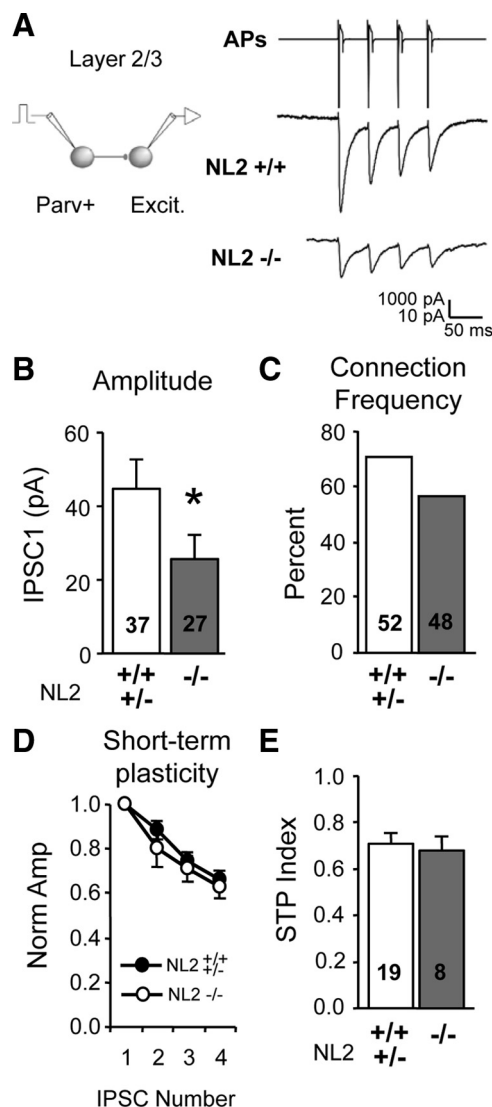 A
Layer 2/3
Parv+ Excit.
APs
NL2 +/+
NL2 -/-
1000 pA
10 pA
50 ms
B
Amplitude
IPSC1 (pA)
60
40
20
0
*
37
27
+/+
+/-
-/-
NL2
C
Connection
Frequency
Percent
80
60
40
20
0
52
48
+/+
+/-
-/-
D
Short-term
plasticity
Norm Amp
1.0
0.8
0.6
0.4
0.2
0.0
NL2 +/+
+/-
NL2 -/-
1 2 3 4
IPSC Number
E
STP Index
1.0
0.8
0.6
0.4
0.2
0.0
19
8
+/+
+/-
-/-
NL2